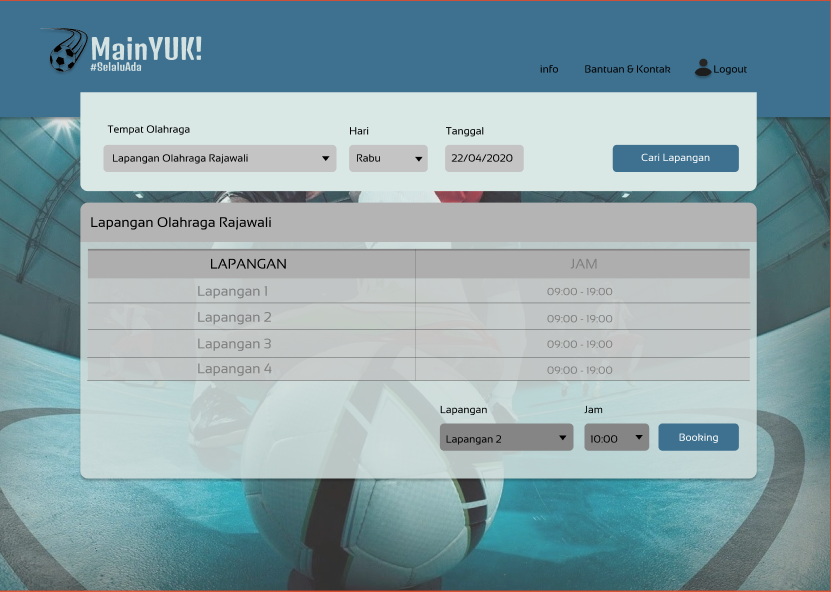 MainYUK!
#SelaluAda
info Bantuan & Kontak Logout
Tempat Olahraga Hari Tanggal
Lapangan Olahraga Rajawali Rabu 22/04/2020 Cari Lapangan
Lapangan Olahraga Rajawali
LAPANGAN JAM
Lapangan 1 09:00 - 19:00
Lapangan 2 09:00 - 19:00
Lapangan 3 09:00 - 19:00
Lapangan 4 09:00 - 19:00
Lapangan Jam
Lapangan 2 10:00 Booking